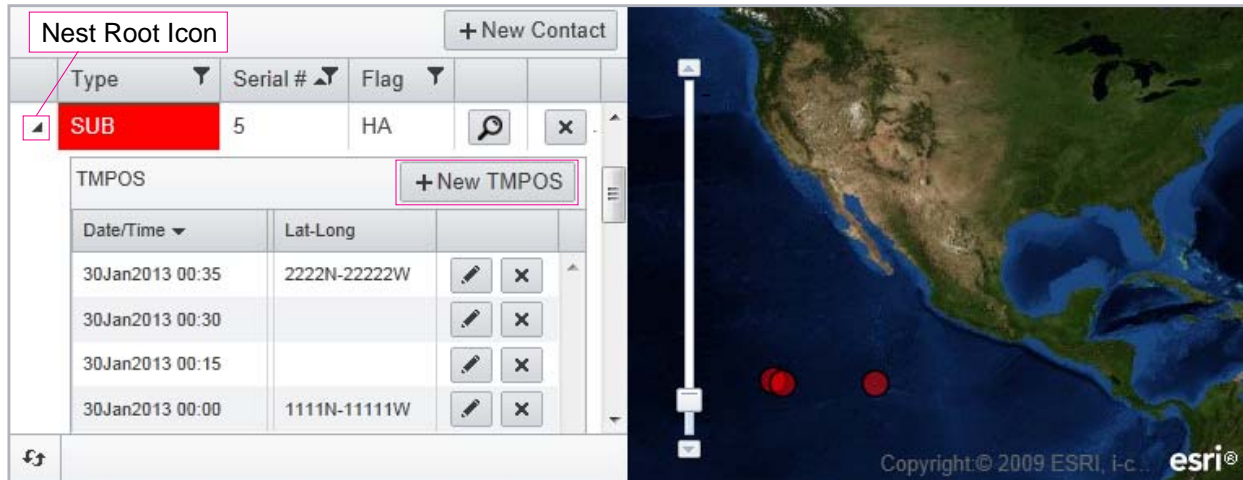 Nest Root Icon
+ New Contact
Type Serial # Flag
SUB 5 HA
TMPOS + New TMPOS
Date/Time Lat-Long
30Jan2013 00:35 2222N-22222W
30Jan2013 00:30
30Jan2013 00:15
30Jan2013 00:00 1111N-11111W
Copyright:© 2009 ESRI, i-c...
esri®